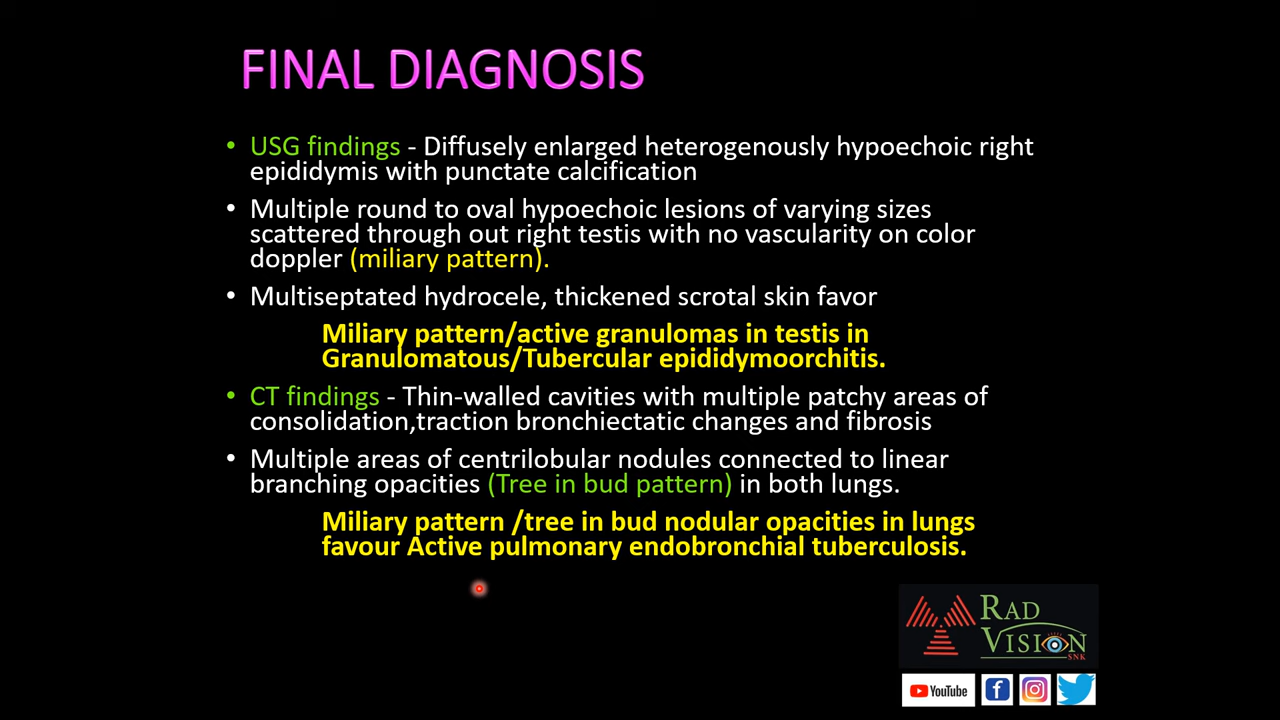 FINAL DIAGNOSIS
• USG findings - Diffusely enlarged heterogenously hypoechoic right
epididymis with punctate calcification
• Multiple round to oval hypoechoic lesions of varying sizes
scattered through out right testis with no vascularity on color
doppler (miliary pattern).
• Multiseptated hydrocele, thickened scrotal skin favor
Miliary pattern/active granulomas in testis in
Granulomatous/Tubercular epididymoorchitis.
• CT findings - Thin-walled cavities with multiple patchy areas of
consolidation,traction bronchiectatic changes and fibrosis
• Multiple areas of centrilobular nodules connected to linear
branching opacities (Tree in bud pattern) in both lungs.
Miliary pattern /tree in bud nodular opacities in lungs
favour Active pulmonary endobronchial tuberculosis.
RAD
VISION
SNK
YouTube